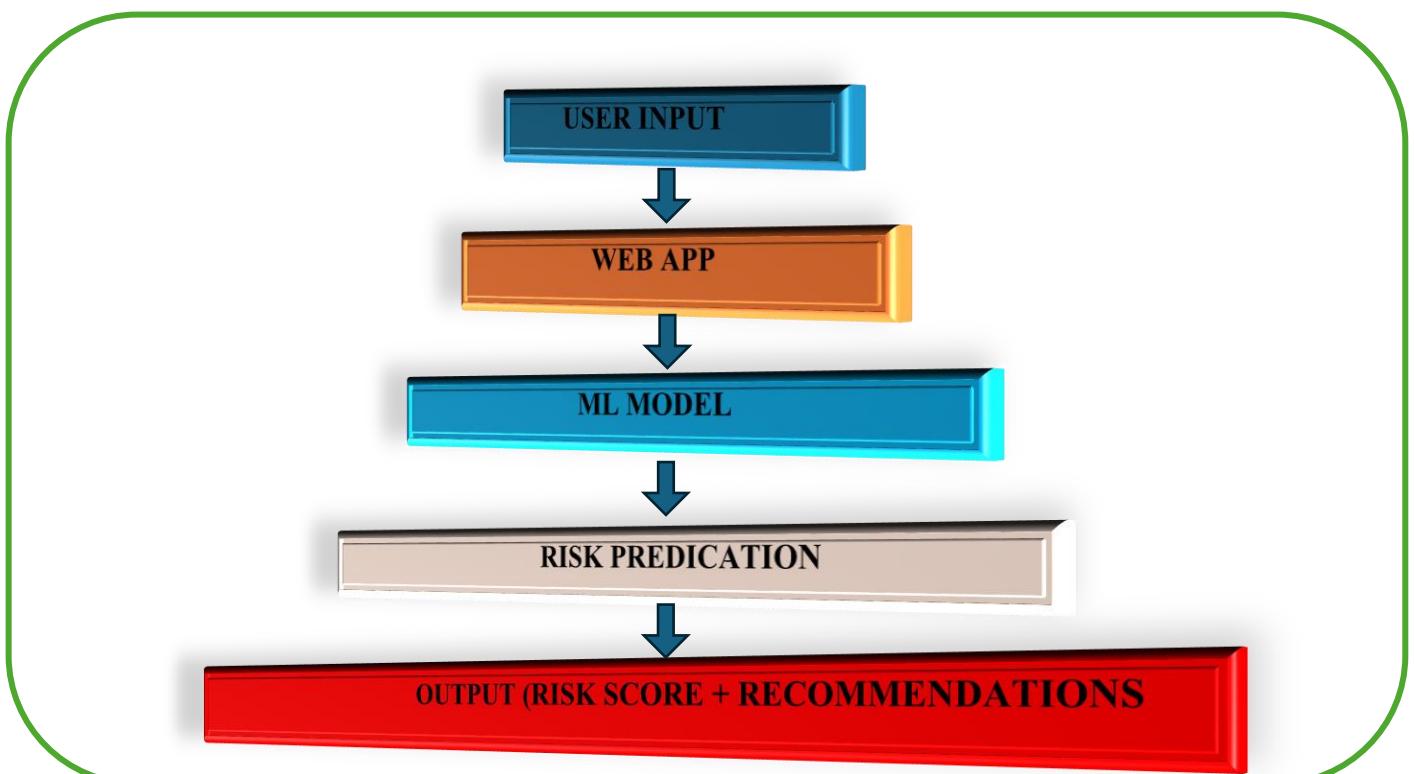 USER INPUT
WEB APP
ML MODEL
RISK PREDICATION
OUTPUT (RISK SCORE + RECOMMENDATIONS